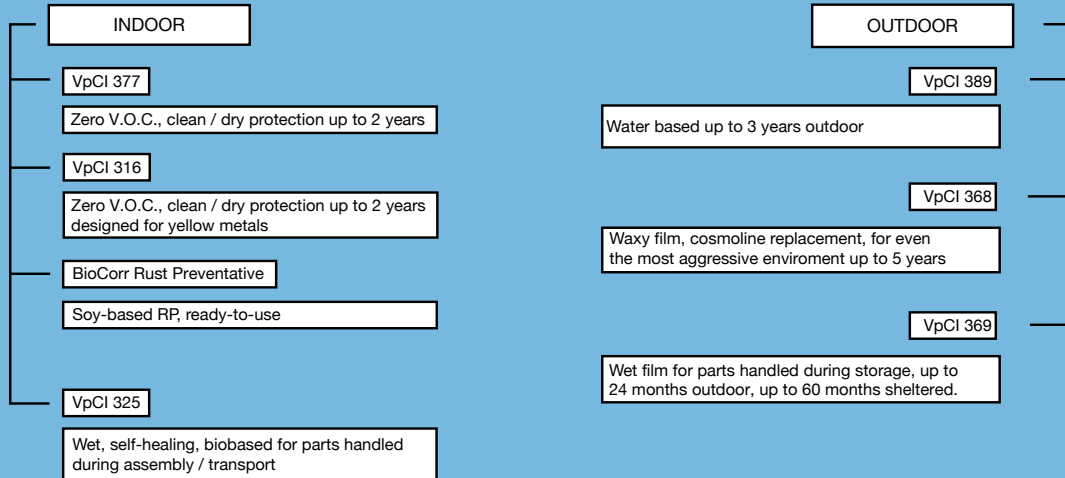 INDOOR
VpCI 377
Zero V.O.C., clean / dry protection up to 2 years
VpCI 316
Zero V.O.C., clean / dry protection up to 2 years
designed for yellow metals
BioCorr Rust Preventative
Soy-based RP, ready-to-use
VpCI 325
Wet, self-healing, biobased for parts handled
during assembly / transport
OUTDOOR
VpCI 389
Water based up to 3 years outdoor
VpCI 368
Waxy film, cosmoline replacement, for even
the most aggressive enviroment up to 5 years
VpCI 369
Wet film for parts handled during storage, up to
24 months outdoor, up to 60 months sheltered.